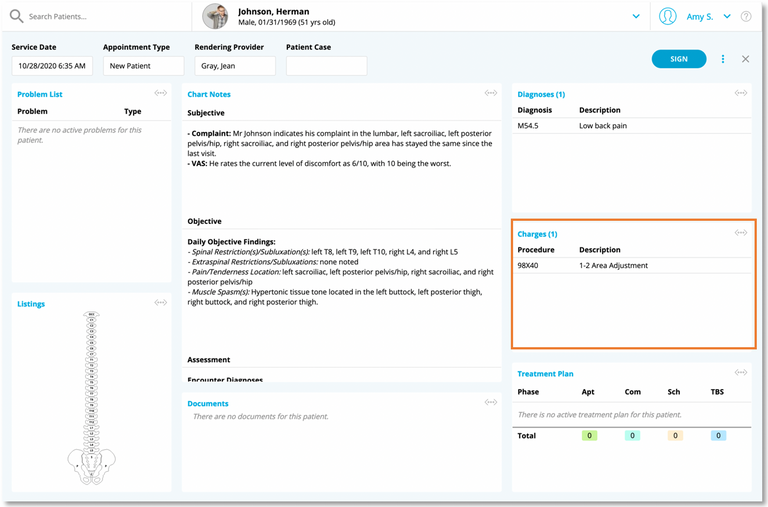 Search Patients...
Johnson, Herman
Male, 01/31/1969 (51 yrs old)
Amy S.
Service Date
Appointment Type
Rendering Provider
Patient Case
10/28/2020 6:35 AM
New Patient
Gray, Jean
SIGN
Problem List
Problem Type
There are no active problems for this
patient.
Listings
Chart Notes
Subjective
- Complaint: Mr Johnson indicates his complaint in the lumbar, left sacroiliac, left posterior
pelvis/hip, right sacroiliac, and right posterior pelvis/hip area has stayed the same since the
last visit.
- VAS: He rates the current level of discomfort as 6/10, with 10 being the worst.
Objective
Daily Objective Findings:
- Spinal Restriction(s)/Subluxation(s): left T8, left T9, left T10, right L4, and right L5
- Extraspinal Restrictions/Subluxations: none noted
- Pain/Tenderness Location: left sacroiliac, left posterior pelvis/hip, right sacroiliac, and right
posterior pelvis/hip
- Muscle Spasm(s): Hypertonic tissue tone located in the left buttock, left posterior thigh,
right buttock, and right posterior thigh.
Assessment
Encounter Diagnoses
Documents
There are no documents for this patient.
Diagnoses (1)
Diagnosis Description
M54.5 Low back pain
Charges (1)
Procedure Description
98X40 1-2 Area Adjustment
Treatment Plan
Phase Apt Com Sch TBS
There is no active treatment plan for this patient.
Total 0 0 0 0